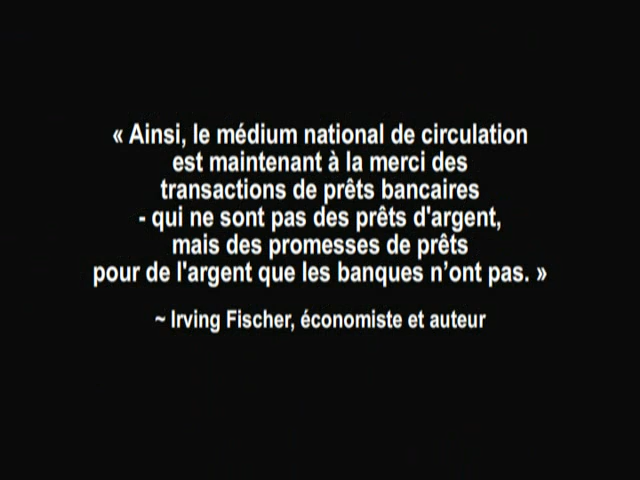 « Ainsi, le médium national de circulation
est maintenant à la merci des
transactions de prêts bancaires
- qui ne sont pas des prêts d'argent,
mais des promesses de prêts
pour de l'argent que les banques n’ont pas. »
~ Irving Fischer, économiste et auteur